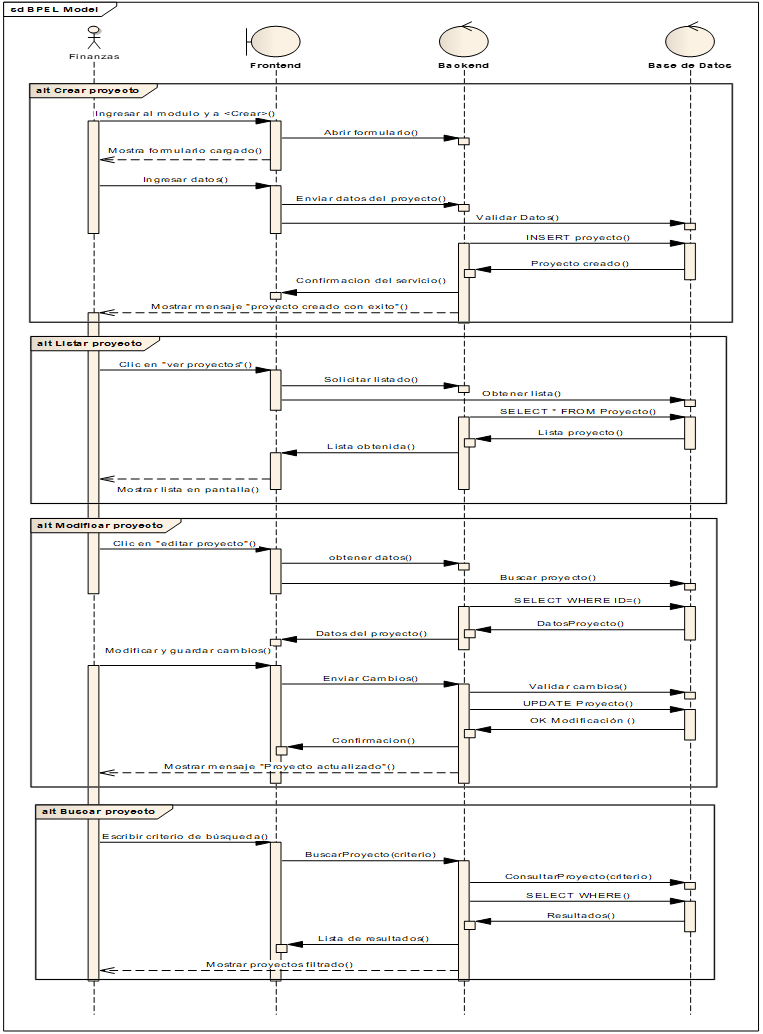 sd BPEL Model
Finanzas
Frontend
Backend
Base de Datos
alt Crear proyecto
Ingresar al modulo y a <Crear>()
Abrir formulario()
Mostra formulario cargado()
Ingresar datos()
Enviar datos del proyecto()
Validar Datos()
INSERT proyecto()
Proyecto creado()
Confirmacion del servicio()
Mostrar mensaje "proyecto creado con exito"()
alt Listar proyecto
Clic en "ver proyectos"()
Solicitar listado()
Obtener lista()
SELECT * FROM Proyecto()
Lista proyecto()
Lista obtenida()
Mostrar lista en pantalla()
alt Modificar proyecto
Clic en "editar proyecto"()
obtener datos()
Buscar proyecto()
SELECT WHERE ID=()
DatosProyecto()
Datos del proyecto()
Modificar y guardar cambios()
Enviar Cambios()
Validar cambios()
UPDATE Proyecto()
OK Modificación ()
Confirmacion()
Mostrar mensaje "Proyecto actualizado"()
alt Buscar proyecto
Escribir criterio de búsqueda()
BuscarProyecto(criterio)
ConsultarProyecto(criterio)
SELECT WHERE()
Resultados()
Lista de resultados()
Mostrar proyectos filtrado()